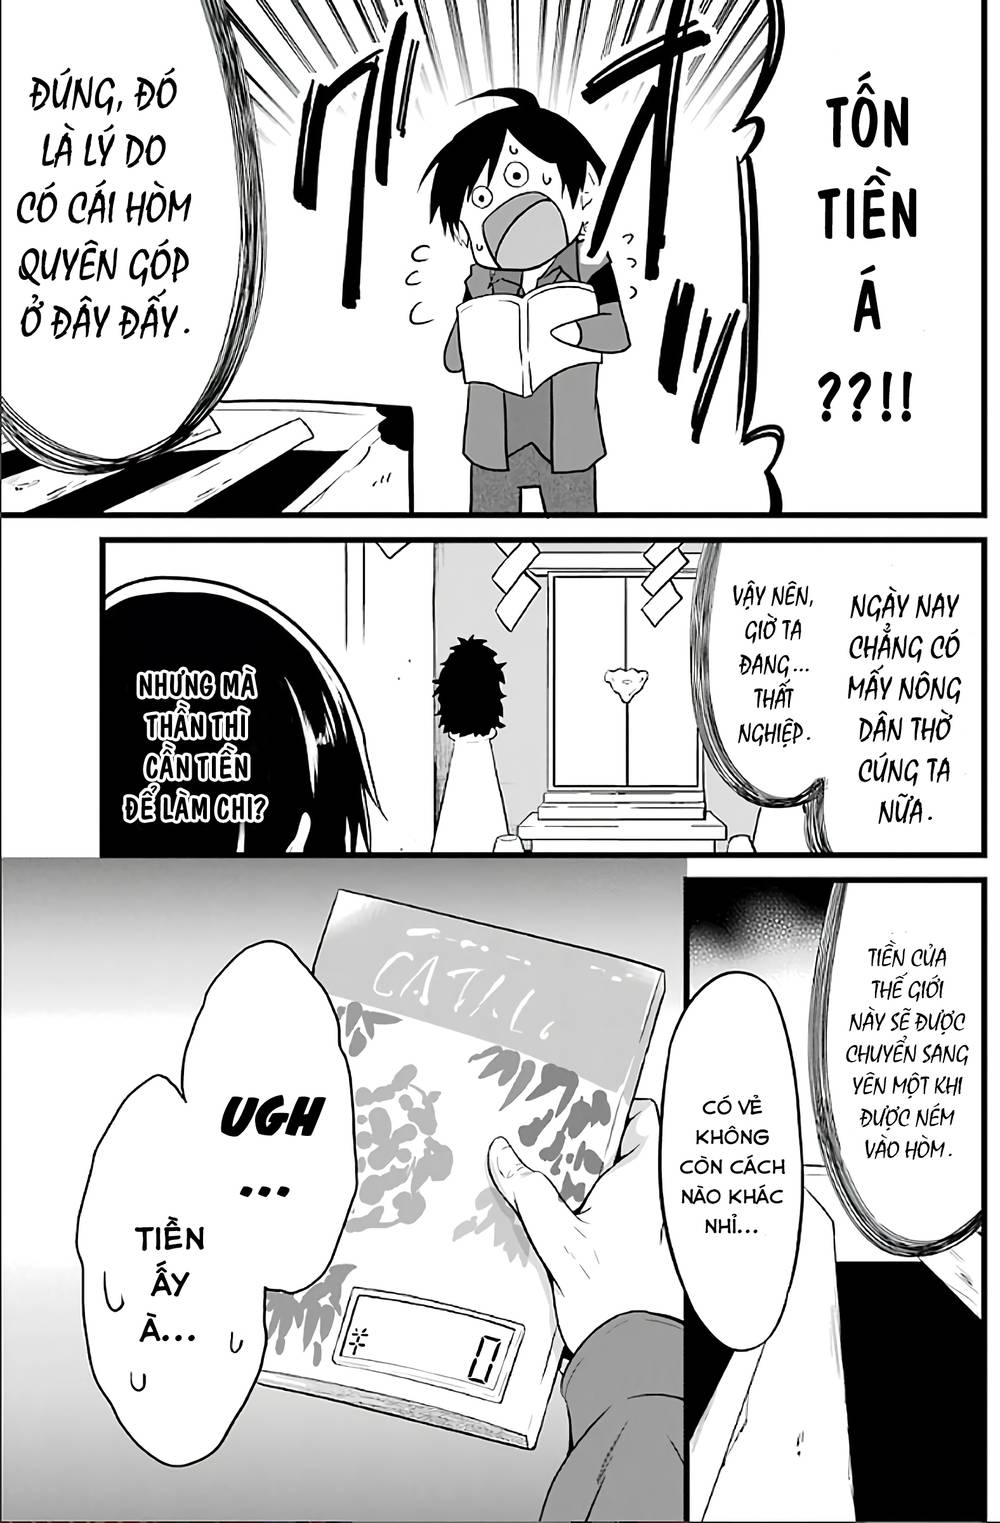 TỐN
TIỀN
Á
??!!
ĐÚNG, ĐÓ
LÀ LÝ DO
CÓ CÁI HÒM
QUYÊN GÓP
Ở ĐÂY ĐẤY.
NGÀY NAY
CHẲNG CÓ
MẤY NÔNG
DÂN THỜ
CÚNG TA
NỮA.
VẬY NÊN,
GIỜ TA
ĐANG...
THẤT
NGHIỆP.
NHƯNG MÀ
THẦN THÌ
CẦN TIỀN
ĐỂ LÀM CHI?
TIỀN CỦA
THẾ GIỚI
NÀY SẼ ĐƯỢC
CHUYỂN SANG
YÊN MỘT KHI
ĐƯỢC NÉM
VÀO HÒM.
CÓ VẺ
KHÔNG
CÒN CÁCH
NÀO KHÁC
NHỈ...
UGH
...
TIỀN
ẤY
À...
0